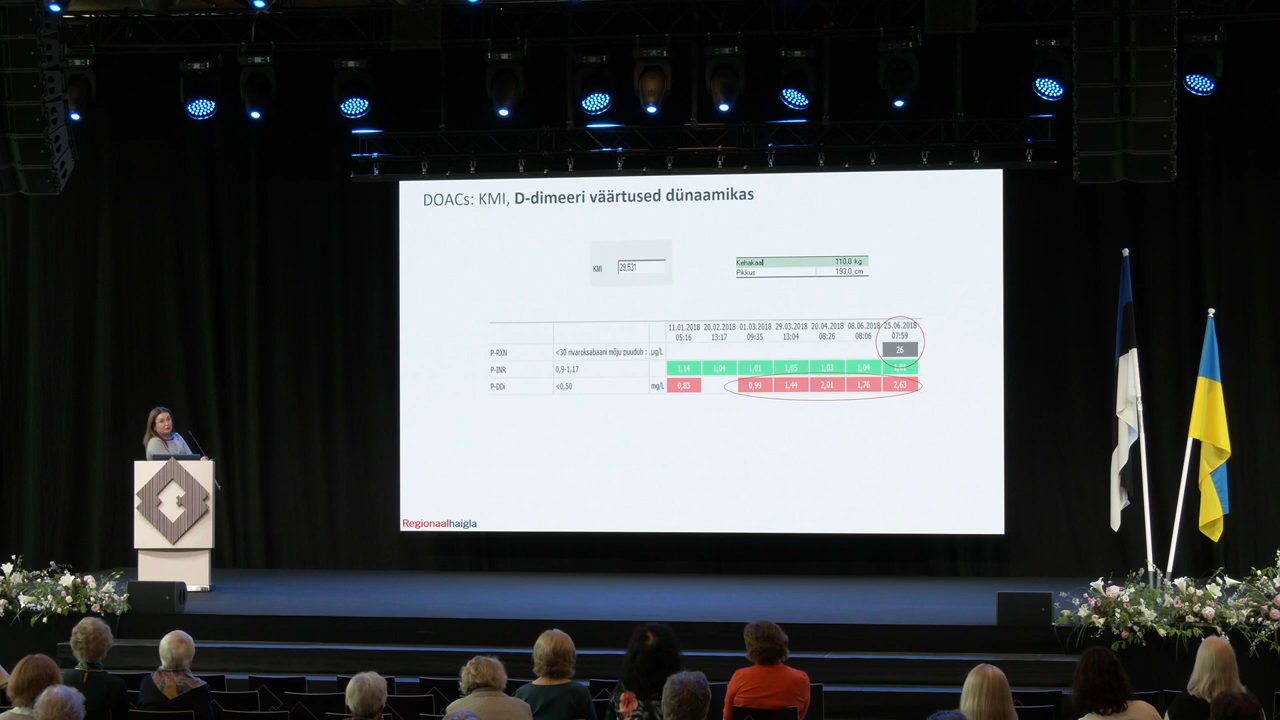 DOACs: KMI, D-dimeeri väärtused dünaamikas
KMI 29,531
Kehakaal 110,0 kg
Pikkus 193,0 cm
11.01.2018 20.02.2018 01.03.2018 29.03.2018 20.04.2018 08.06.2018 25.06.2018
05:16 13:17 09:35 13:04 08:26 08:06 07:59
P-RXN <30 rivaroksabaani mõju puudub : µg/L 26
P-INR 0,9-1,17 1,14 1,04 1,01 1,05 1,03 1,04 1,01
P-DDi <0,50 mg/L 0,83 0,99 1,44 2,01 1,76 2,63
Regionaalhaigla